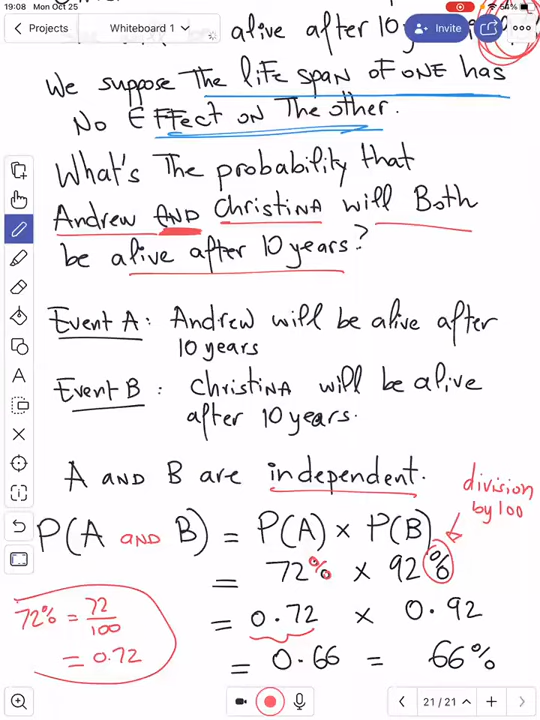 19:08 Mon Oct 25
54%
Projects
Whiteboard 1
Invite
alive after 10
We suppose The life span of ONE has
No Effect on The other.
What's The probability that
Andrew AND ChristinA will Both
be alive after 10 years?
Event A: Andrew will be alive after
10 years
Event B : ChristinA will be alive
after 10 years.
A AND B are independent.
division
by 100
P(A AND B) = P(A) × P(B)
= 72% × 92%
72% = 72/100
= 0.72 × 0.92
= 0.72
= 0.66 = 66%
21/21